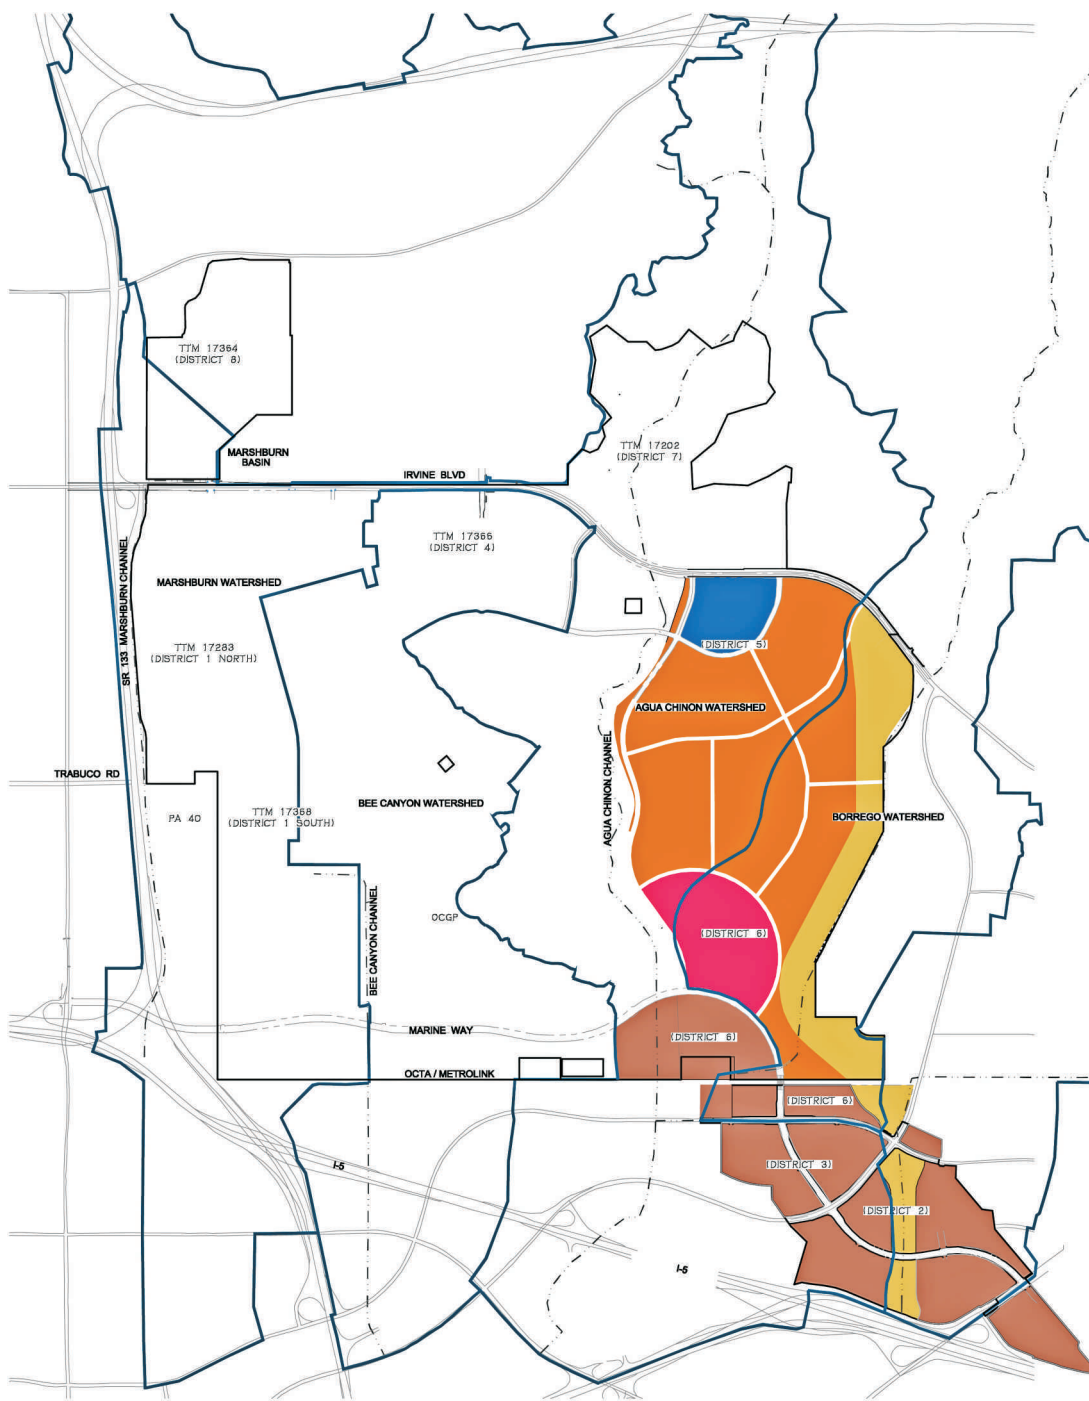 TTM 17364
(DISTRICT 8)
MARSHBURN
BASIN
TTM 17202
(DISTRICT 7)
IRVINE BLVD
TTM 17366
(DISTRICT 4)
SR 133 MARSHBURN CHANNEL
MARSHBURN WATERSHED
TTM 17283
(DISTRICT 1 NORTH)
(DISTRICT 5)
AGUA CHINON WATERSHED
AGUA CHINON CHANNEL
TRABUCO RD
PA 40
TTM 17368
(DISTRICT 1 SOUTH)
BEE CANYON WATERSHED
BORREGO WATERSHED
BEE CANYON CHANNEL
OCGP
(DISTRICT 6)
MARINE WAY
(DISTRICT 6)
OCTA / METROLINK
(DISTRICT 6)
I-5
(DISTRICT 3)
(DISTRICT 2)
I-5